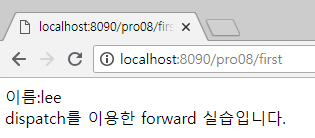 localhost:8090/pro08/first
localhost:8090/pro08/first
이름:lee
dispatch를 이용한 forward 실습입니다.